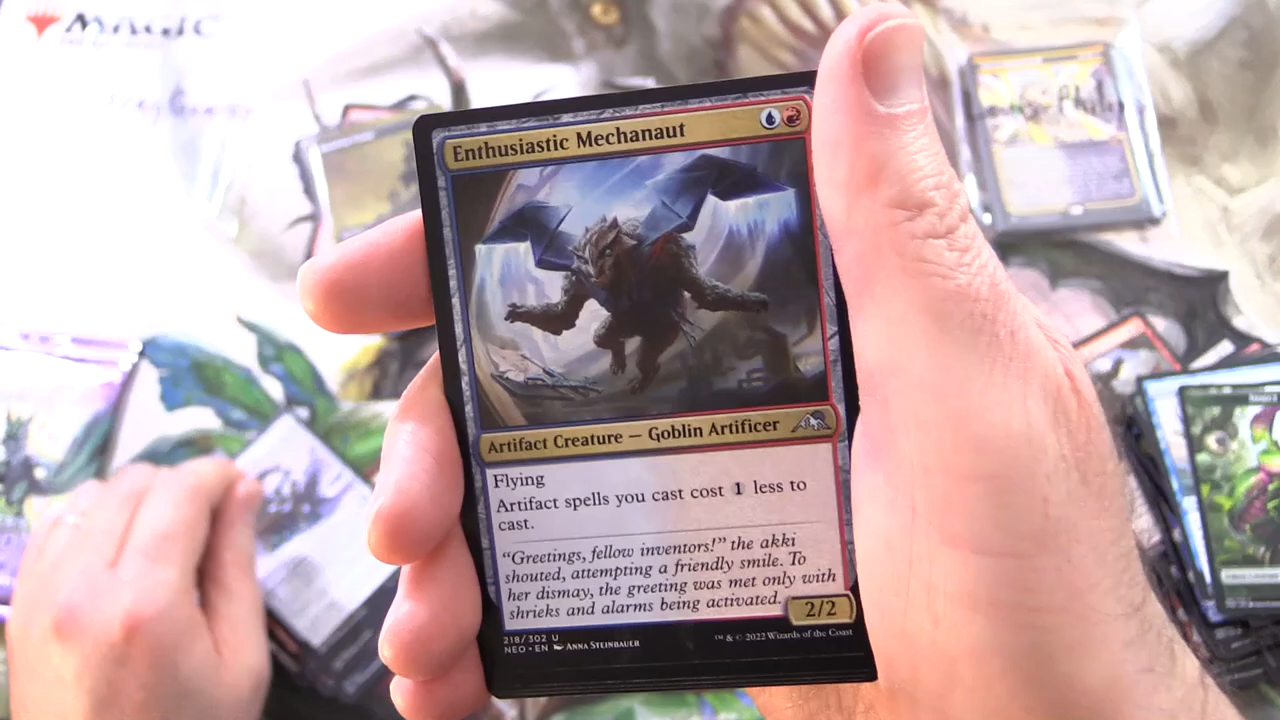 Magic
Enthusiastic Mechanaut
Artifact Creature — Goblin Artificer
Flying
Artifact spells you cast cost 1 less to
cast.
“Greetings, fellow inventors!” the akki
shouted, attempting a friendly smile. To
her dismay, the greeting was met only with
shrieks and alarms being activated.
2/2
218/302 U
NEO • EN Anna Steinbauer
™ & © 2022 Wizards of the Coast